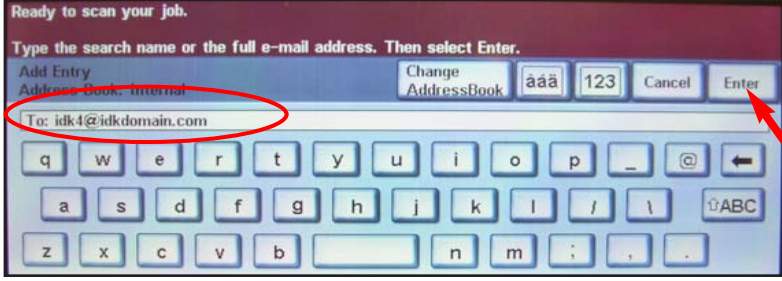 Ready to scan your job.
Type the search name or the full e-mail address. Then select Enter.
Add Entry
Address Book: Internal
Change
AddressBook
àáä
123
Cancel
Enter
To: idk4@idkdomain.com
q w e r t y u i o p _ @ ←
a s d f g h j k l / \ ⇧ABC
z x c v b n m ; , .